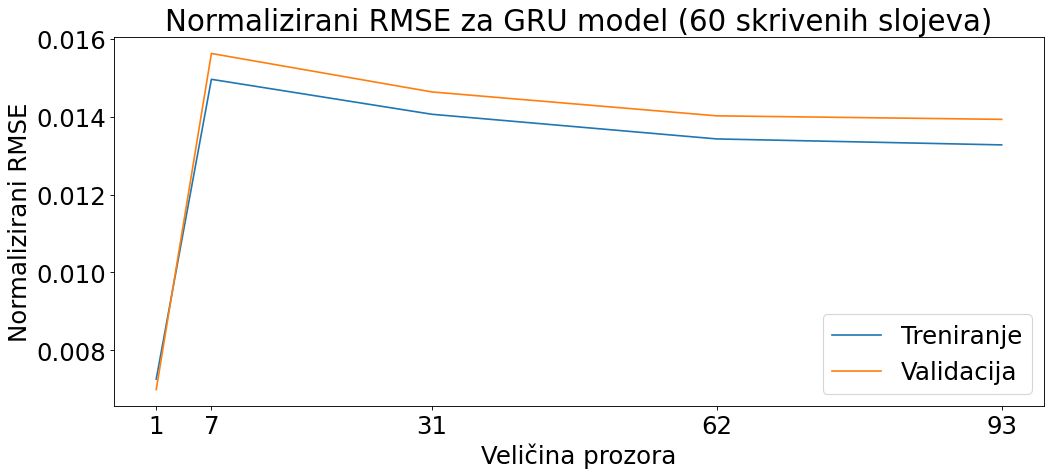 Normalizirani RMSE za GRU model (60 skrivenih slojeva)
Normalizirani RMSE
0.016
0.014
0.012
0.010
0.008
Treniranje
Validacija
1 7 31 62 93
Veličina prozora